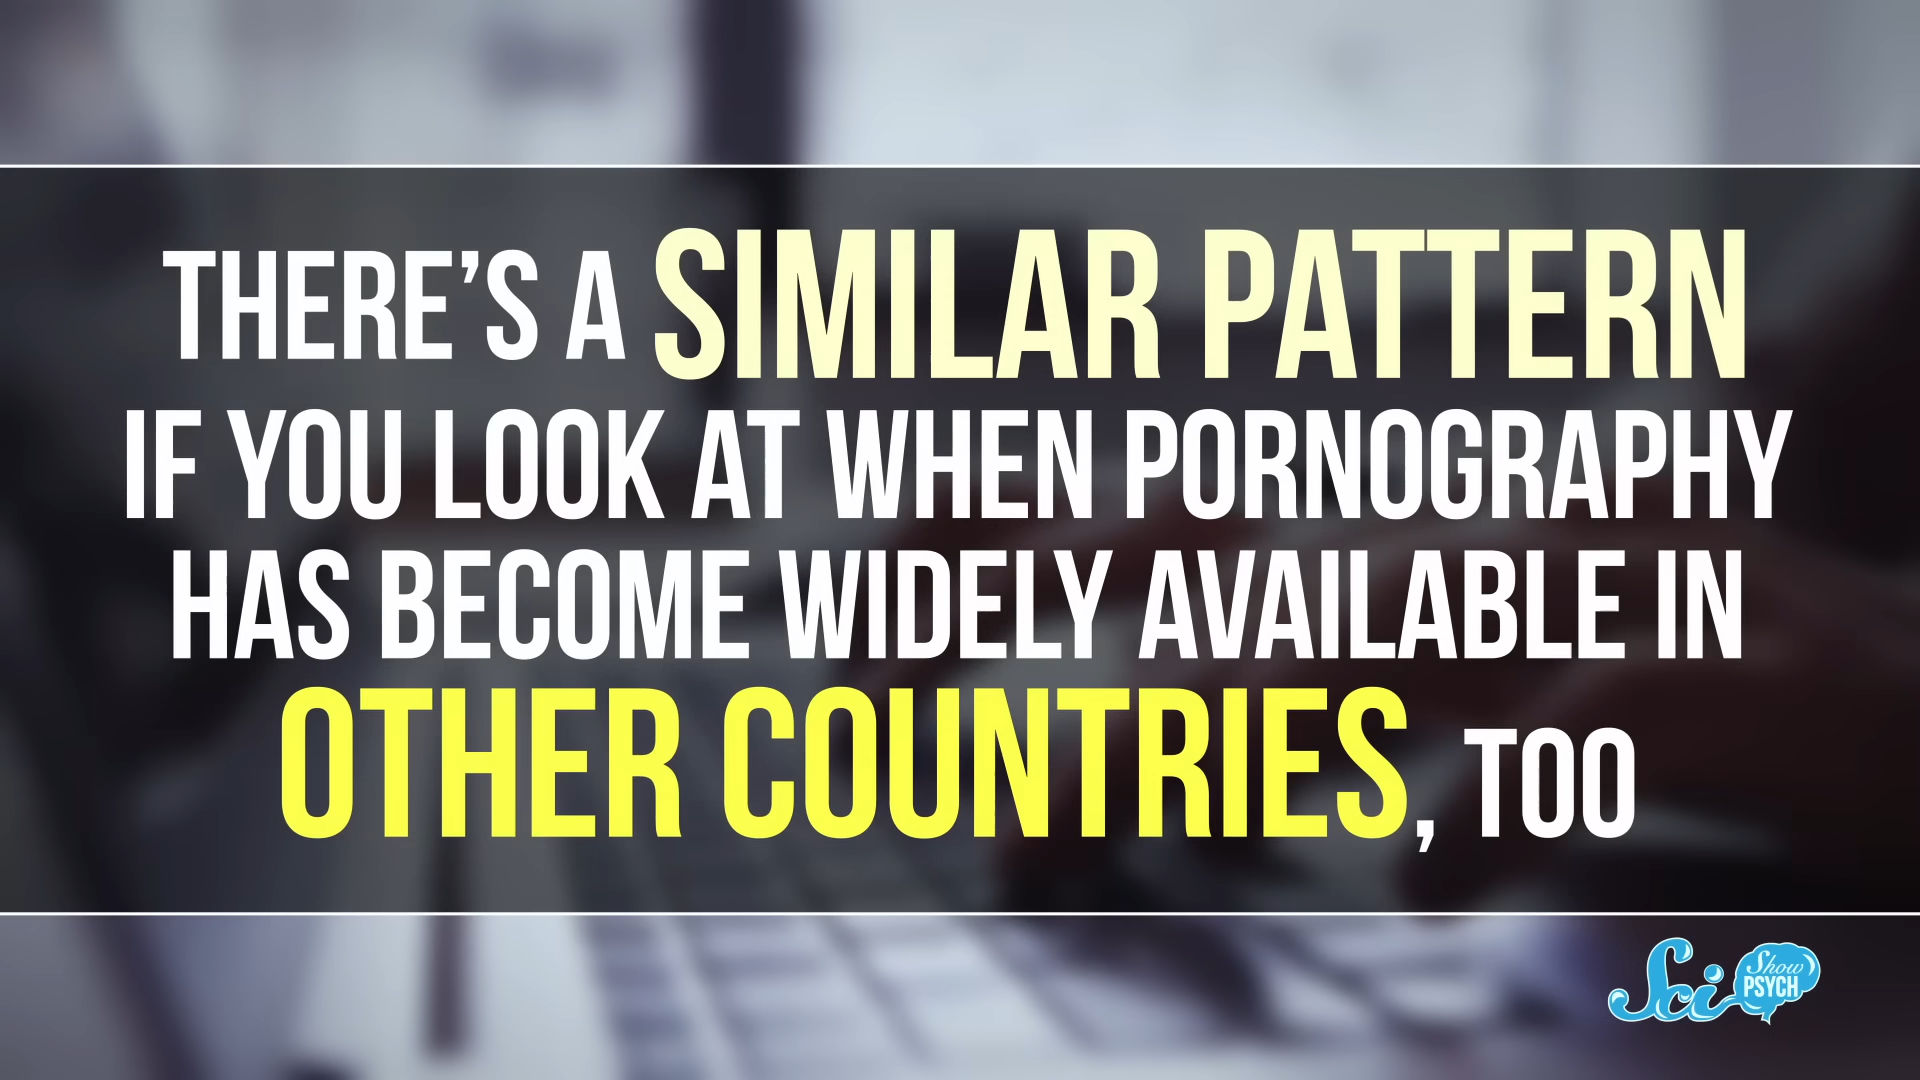 THERE'S A SIMILAR PATTERN
IF YOU LOOK AT WHEN PORNOGRAPHY
HAS BECOME WIDELY AVAILABLE IN
OTHER COUNTRIES, TOO
Sci Show
PSYCH